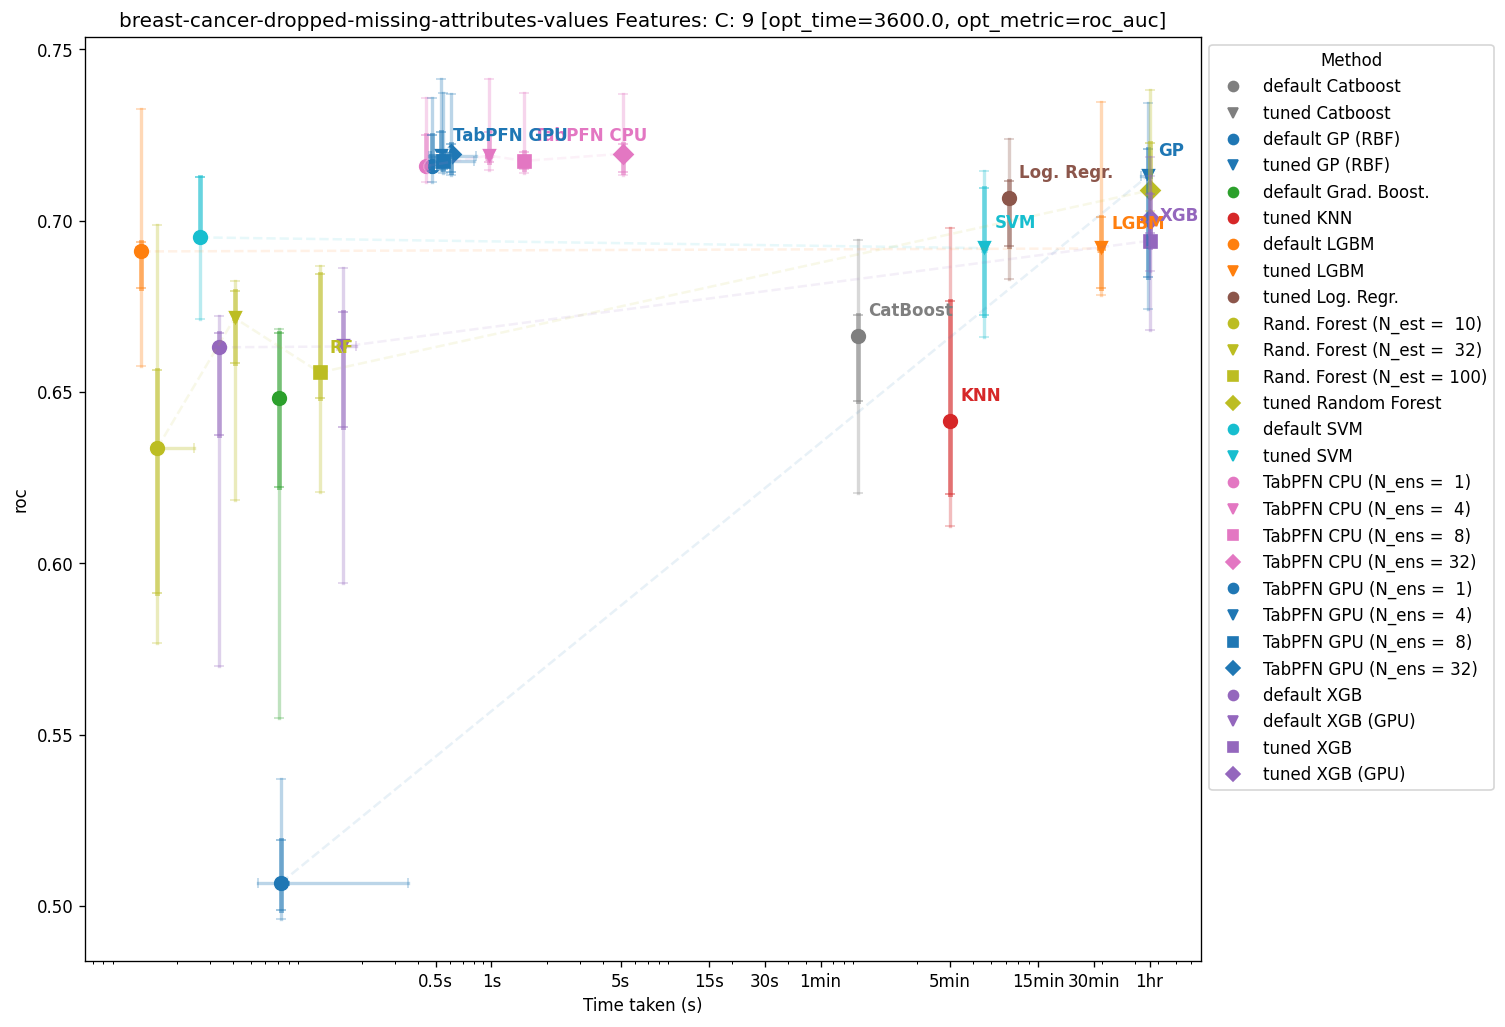 breast-cancer-dropped-missing-attributes-values Features: C: 9 [opt_time=3600.0, opt_metric=roc_auc]
0.75
0.70
0.65
0.60
0.55
0.50
roc
TabPFN GPU
TabPFN CPU
GP
Log. Regr.
XGB
SVM
LGBM
CatBoost
RF
KNN
0.5s 1s 5s 15s 30s 1min 5min 15min 30min 1hr
Time taken (s)
Method
default Catboost
tuned Catboost
default GP (RBF)
tuned GP (RBF)
default Grad. Boost.
tuned KNN
default LGBM
tuned LGBM
tuned Log. Regr.
Rand. Forest (N_est = 10)
Rand. Forest (N_est = 32)
Rand. Forest (N_est = 100)
tuned Random Forest
default SVM
tuned SVM
TabPFN CPU (N_ens = 1)
TabPFN CPU (N_ens = 4)
TabPFN CPU (N_ens = 8)
TabPFN CPU (N_ens = 32)
TabPFN GPU (N_ens = 1)
TabPFN GPU (N_ens = 4)
TabPFN GPU (N_ens = 8)
TabPFN GPU (N_ens = 32)
default XGB
default XGB (GPU)
tuned XGB
tuned XGB (GPU)